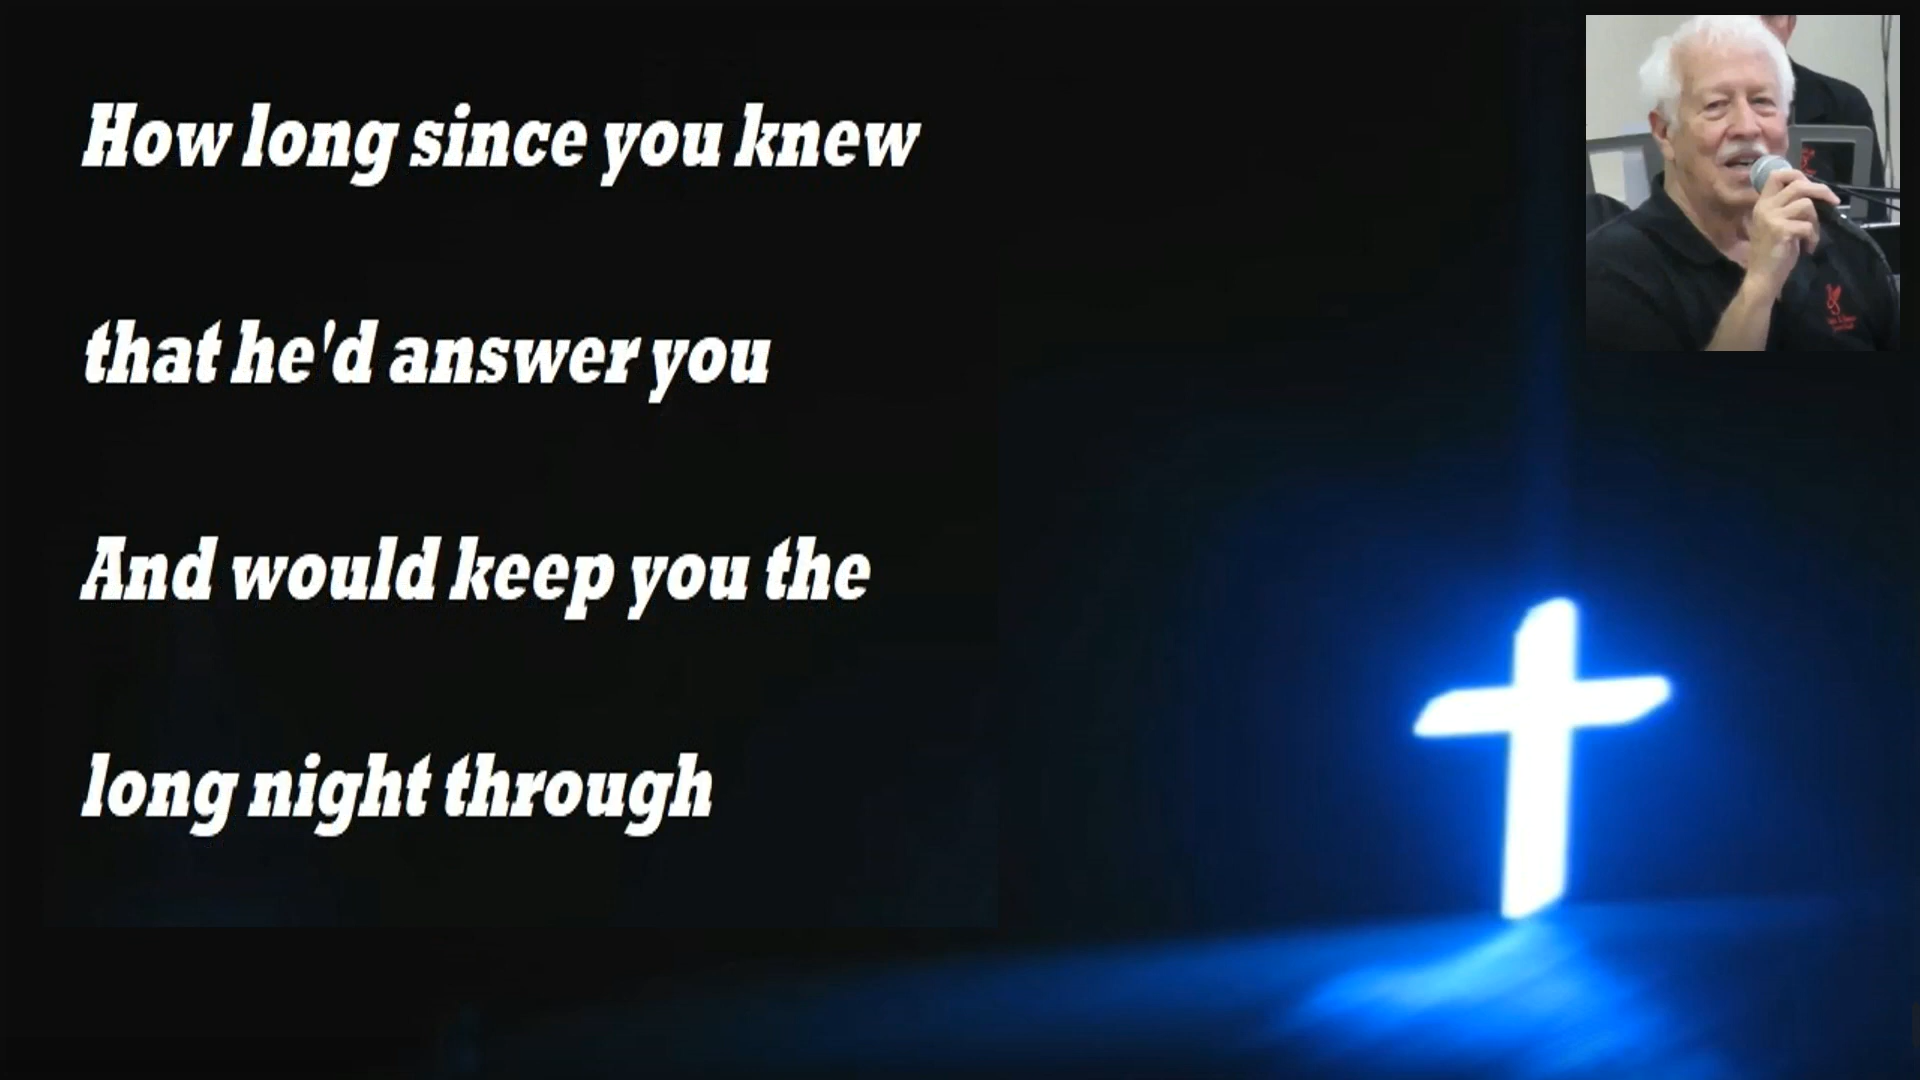 How long since you knew
that he'd answer you
And would keep you the
long night through